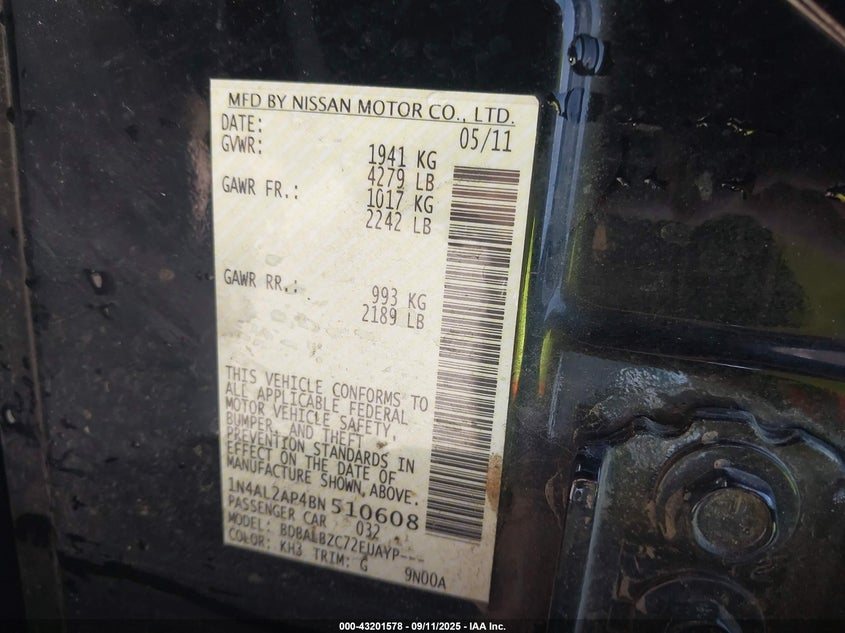 MFD BY NISSAN MOTOR CO., LTD.
DATE: 05/11
GVWR: 1941 KG
4279 LB
GAWR FR.: 1017 KG
2242 LB
GAWR RR.: 993 KG
2189 LB
THIS VEHICLE CONFORMS TO
ALL APPLICABLE FEDERAL
MOTOR VEHICLE SAFETY,
BUMPER, AND THEFT
PREVENTION STANDARDS IN
EFFECT ON THE DATE OF
MANUFACTURE SHOWN ABOVE.
1N4AL2AP4BN510608
PASSENGER CAR 032
MODEL: BDBALBZC72EUAYP---
COLOR: KH3 TRIM: G 9N00A
000-43201578 - 09/11/2025 - IAA Inc.